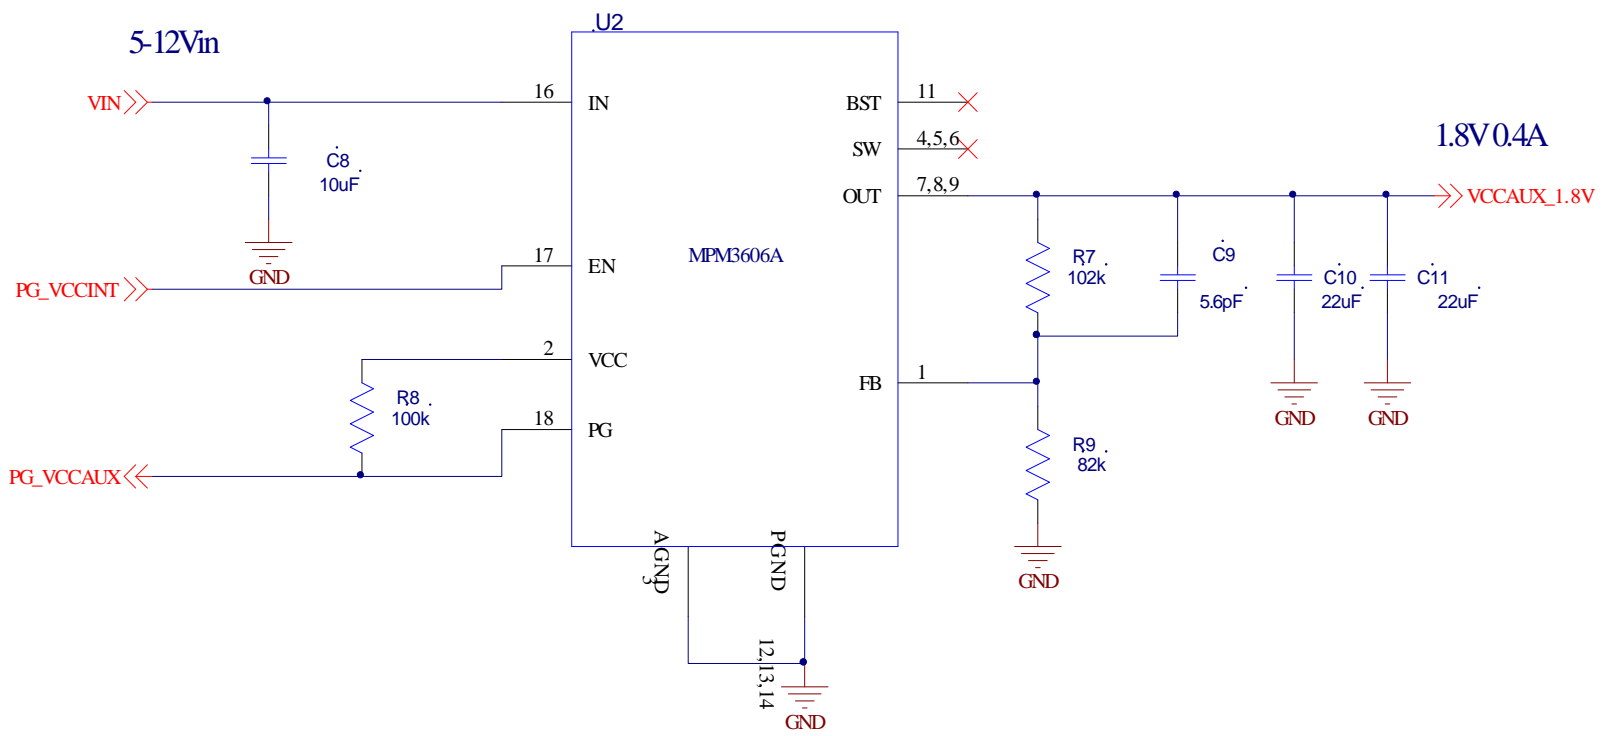 5-12Vin
U2
VIN
16
IN
BST
11
C8
10uF
SW
4,5,6
1.8V 0.4A
OUT
7,8,9
VCCAUX_1.8V
GND
17
EN
MPM3606A
R7
102k
C9
5.6pF
C10
22uF
C11
22uF
PG_VCCINT
2
VCC
FB
1
R8
100k
18
PG
GND
GND
R9
82k
PG_VCCAUX
AGND
3
PGND
GND
12,13,14
GND